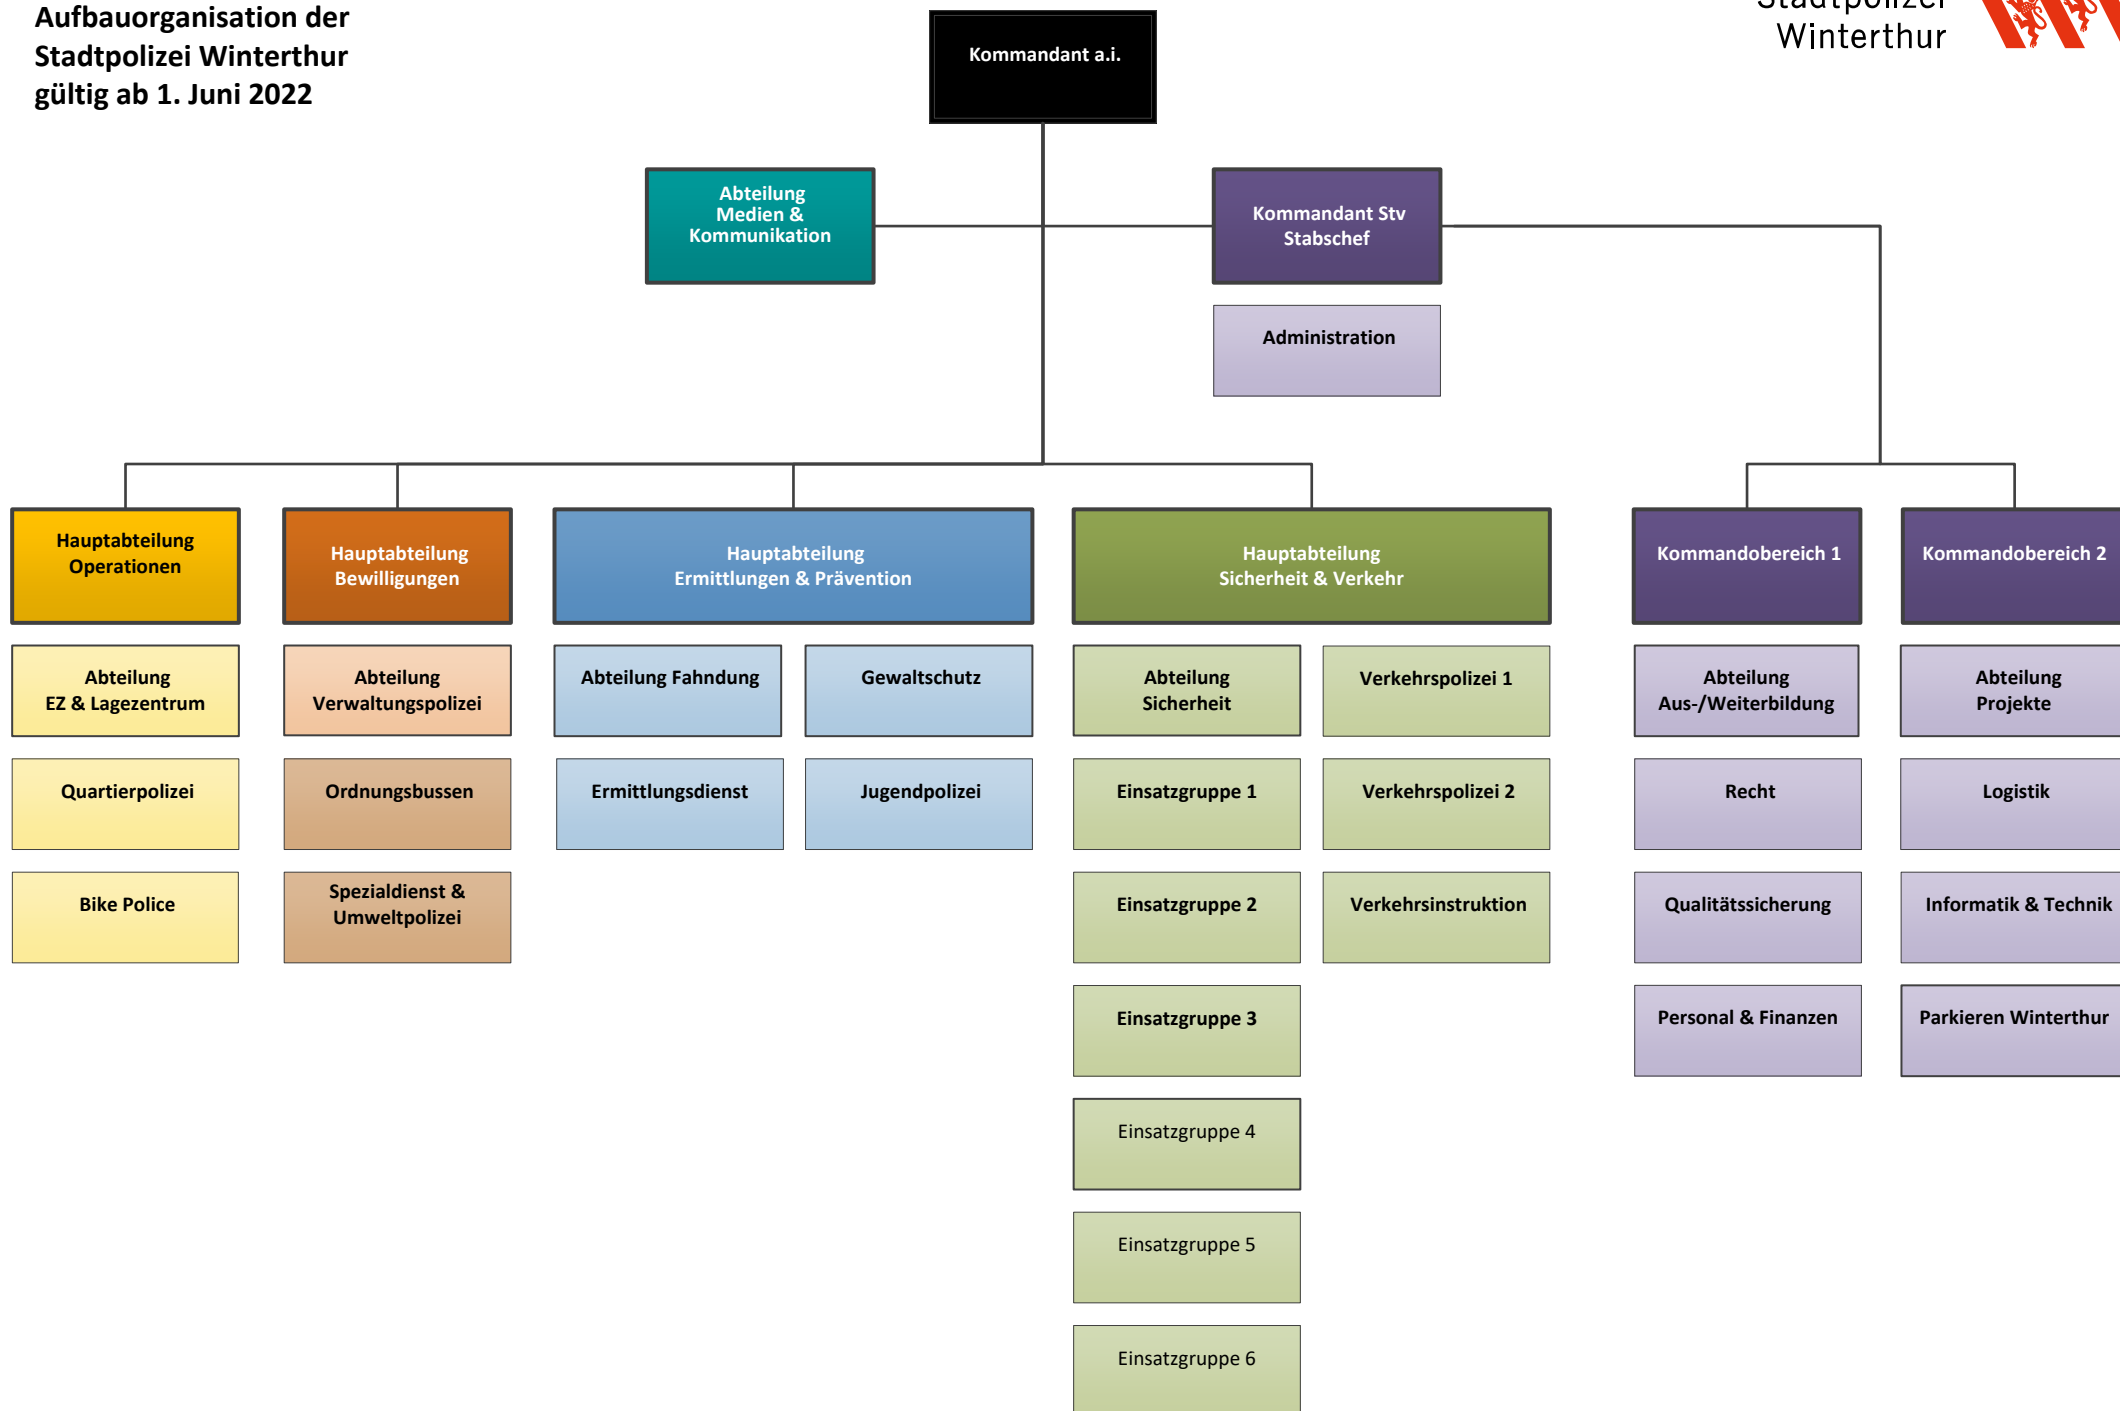 Aufbauorganisation der
Stadtpolizei Winterthur
gültig ab 1. Juni 2022
Stadtpolizei
Winterthur
Kommandant a.i.
Abteilung
Medien &
Kommunikation
Kommandant Stv
Stabschef
Administration
Hauptabteilung
Operationen
Hauptabteilung
Bewilligungen
Hauptabteilung
Ermittlungen & Prävention
Hauptabteilung
Sicherheit & Verkehr
Kommandobereich 1
Kommandobereich 2
Abteilung
EZ & Lagezentrum
Abteilung
Verwaltungspolizei
Abteilung Fahndung
Gewaltschutz
Abteilung
Sicherheit
Verkehrspolizei 1
Abteilung
Aus-/Weiterbildung
Abteilung
Projekte
Quartierpolizei
Ordnungsbussen
Ermittlungsdienst
Jugendpolizei
Einsatzgruppe 1
Verkehrspolizei 2
Recht
Logistik
Bike Police
Spezialdienst &
Umweltpolizei
Einsatzgruppe 2
Verkehrsinstruktion
Qualitätssicherung
Informatik & Technik
Einsatzgruppe 3
Personal & Finanzen
Parkieren Winterthur
Einsatzgruppe 4
Einsatzgruppe 5
Einsatzgruppe 6